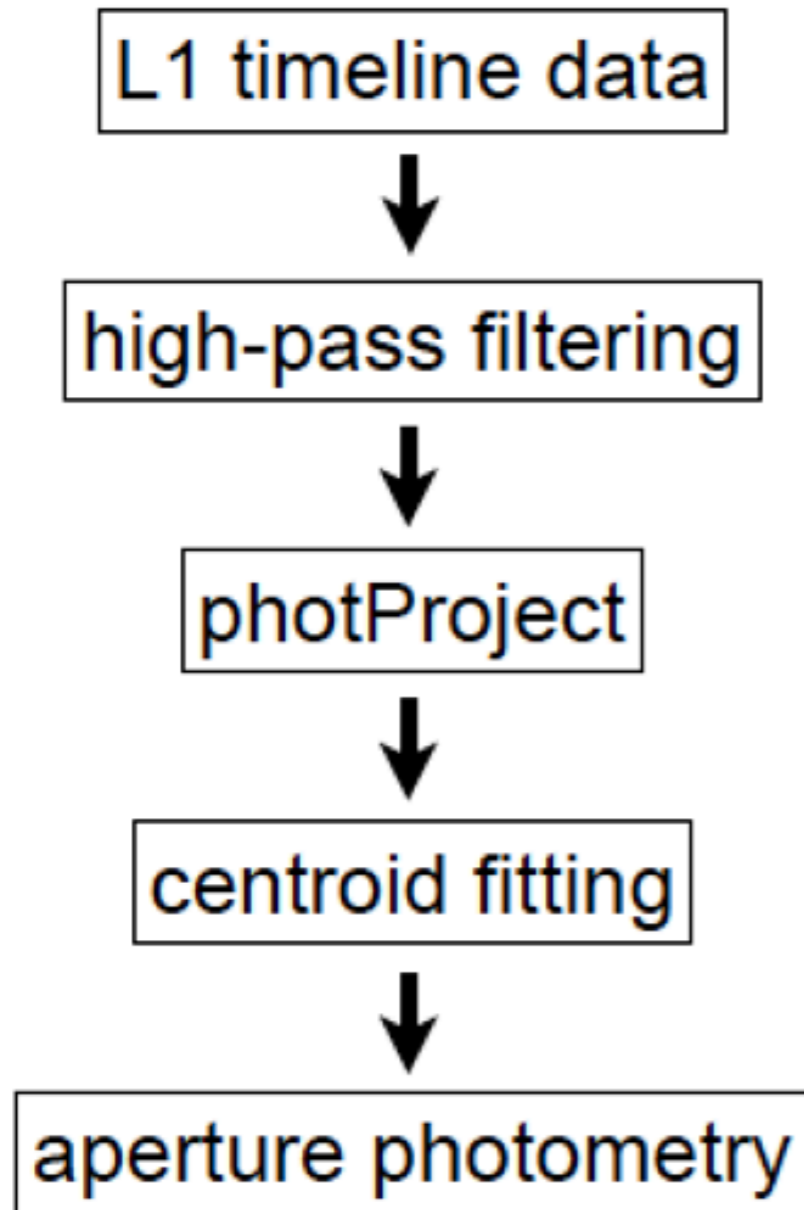 L1 timeline data
high-pass filtering
photProject
centroid fitting
aperture photometry